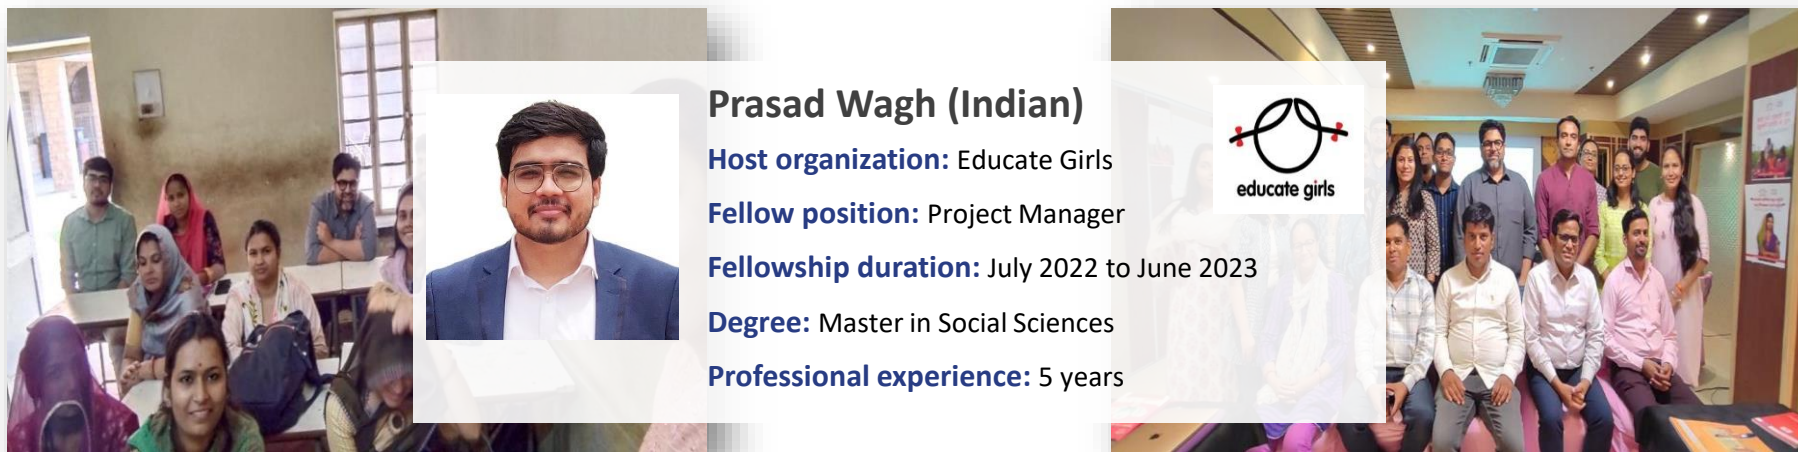 Prasad Wagh (Indian)
Host organization: Educate Girls
Fellow position: Project Manager
Fellowship duration: July 2022 to June 2023
Degree: Master in Social Sciences
Professional experience: 5 years
educate girls